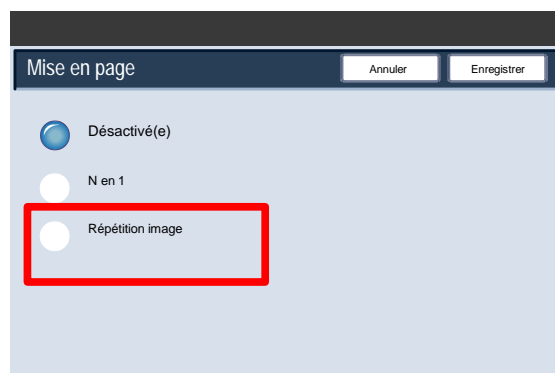 Mise en page
Annuler
Enregistrer
Désactivé(e)
N en 1
Répétition image